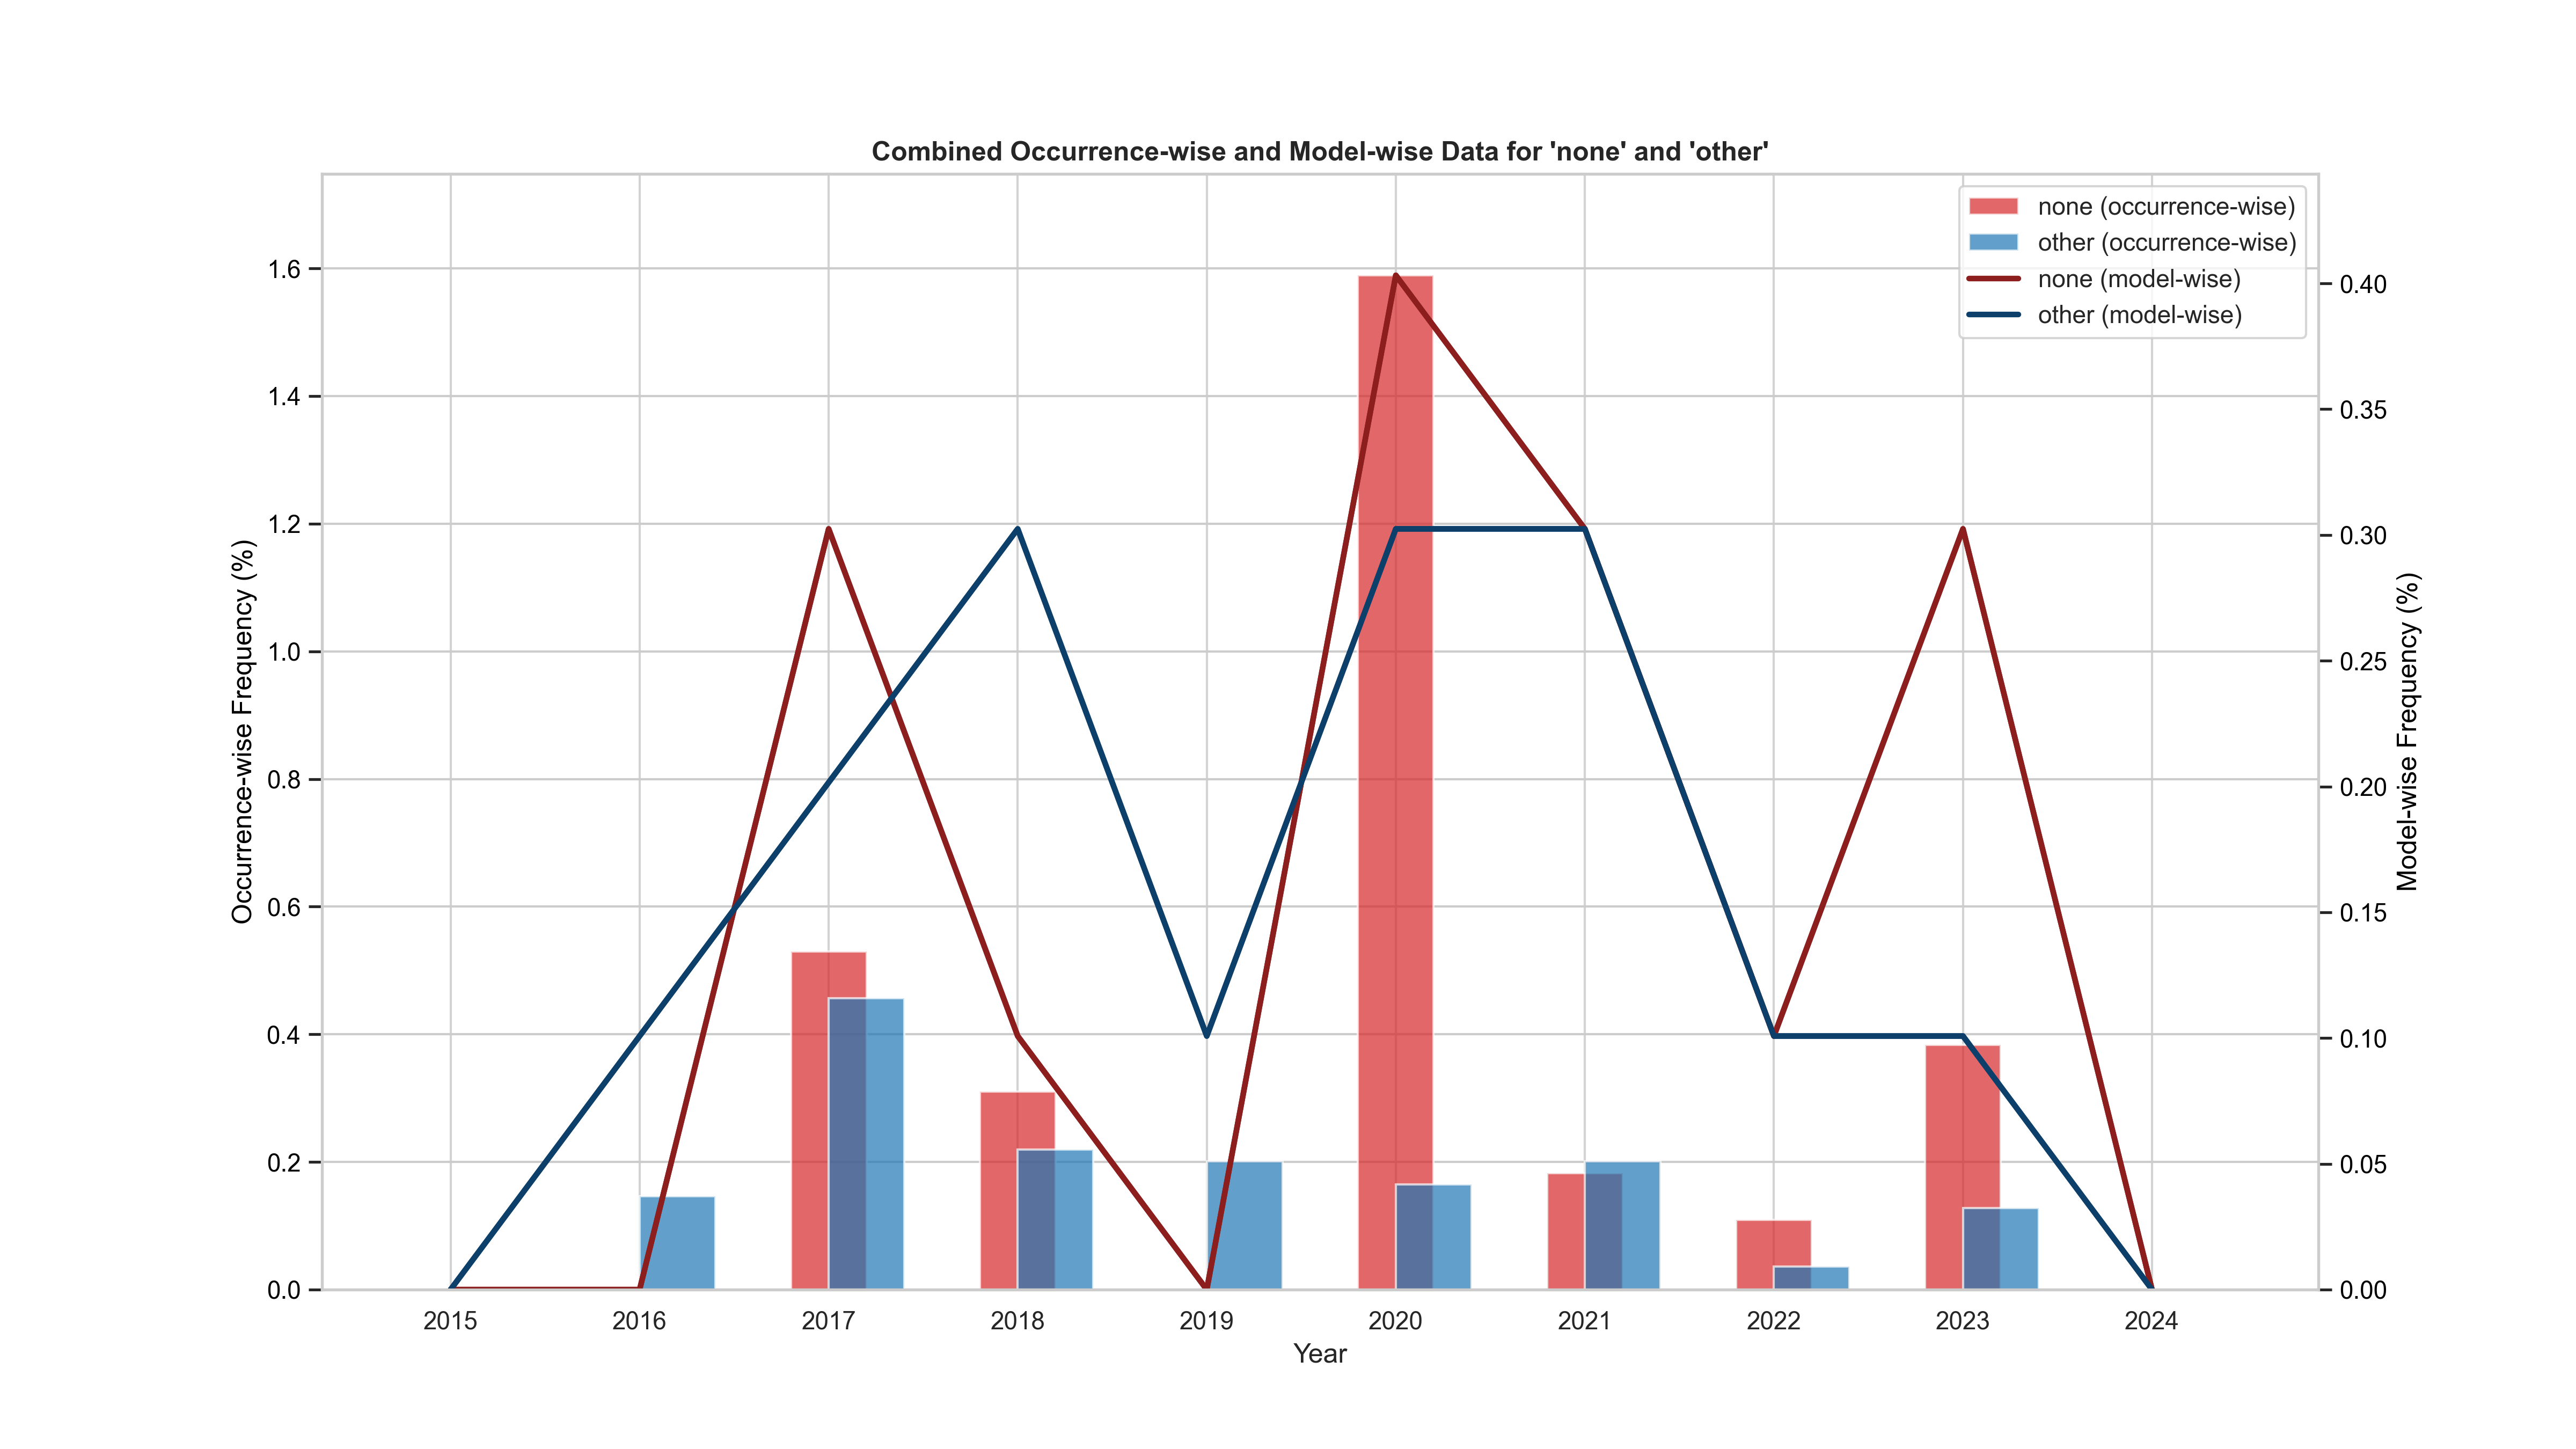 Combined Occurrence-wise and Model-wise Data for 'none' and 'other'
none (occurrence-wise)
other (occurrence-wise)
none (model-wise)
other (model-wise)
Occurrence-wise Frequency (%)
1.6
1.4
1.2
1.0
0.8
0.6
0.4
0.2
0.0
0.40
0.35
0.30
0.25
0.20
0.15
0.10
0.05
0.00
Model-wise Frequency (%)
2015 2016 2017 2018 2019 2020 2021 2022 2023 2024
Year